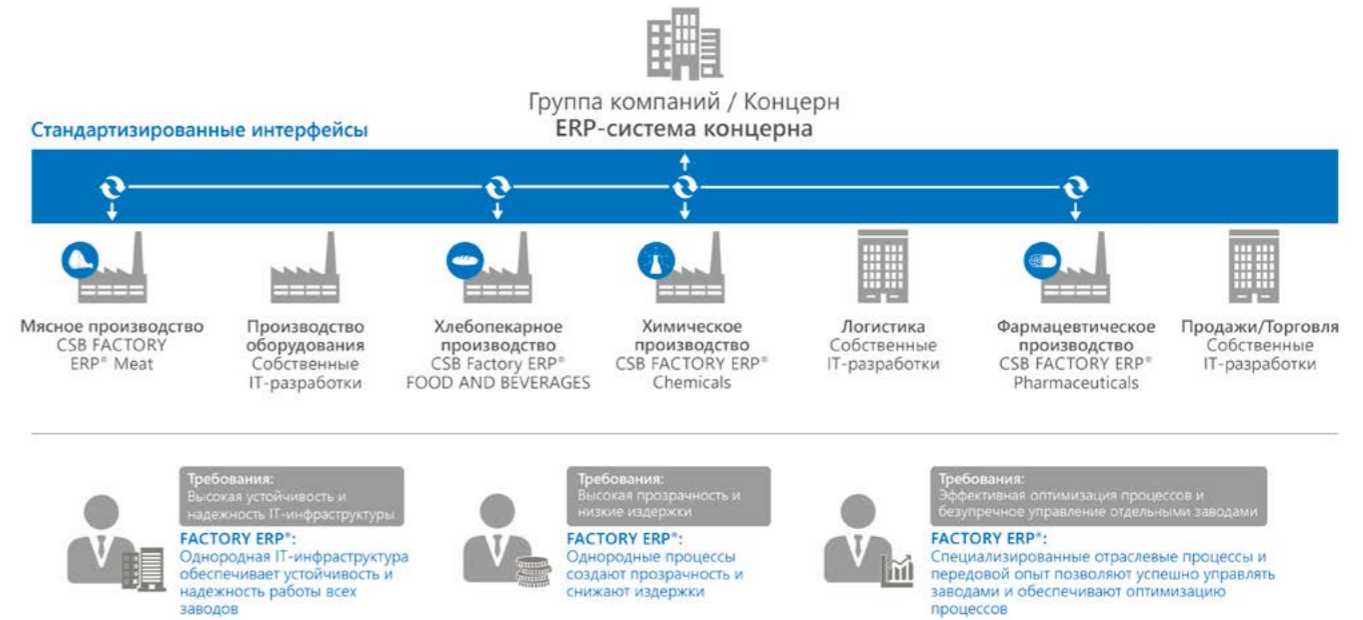 Группа компаний / Концерн
Стандартизированные интерфейсы
ERP-система концерна
Мясное производство
CSB FACTORY
ERP® Meat
Производство
оборудования
Собственные
IT-разработки
Хлебопекарное
производство
CSB Factory ERP®
FOOD AND BEVERAGES
Химическое
производство
CSB FACTORY ERP®
Chemicals
Логистика
Собственные
IT-разработки
Фармацевтическое
производство
CSB FACTORY ERP®
Pharmaceuticals
Продажи/Торговля
Собственные
IT-разработки
Требования:
Высокая устойчивость и
надежность IT-инфраструктуры
FACTORY ERP®:
Однородная IT-инфраструктура
обеспечивает устойчивость и
надежность работы всех
заводов
Требования:
Высокая прозрачность и
низкие издержки
FACTORY ERP®:
Однородные процессы
создают прозрачность и
снижают издержки
Требования:
Эффективная оптимизация процессов и
безупречное управление отдельными заводами
FACTORY ERP®:
Специализированные отраслевые процессы и
передовой опыт позволяют успешно управлять
заводами и обеспечивают оптимизацию
процессов